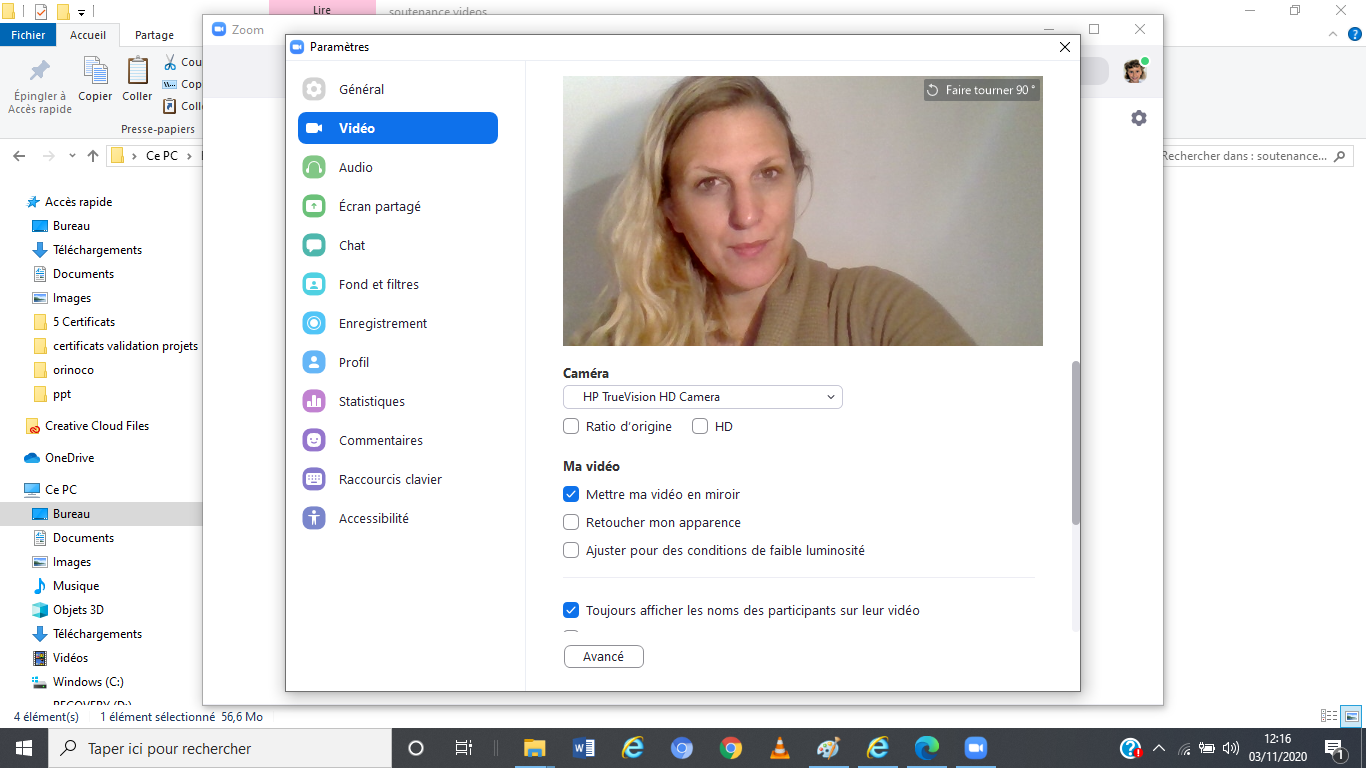 Lire
soutenance videos
Fichier
Accueil
Partage
Épingler à
Accès rapide
Copier
Coller
Cou
Cop
Coll
Presse-papiers
Ce PC
Rechercher dans : soutenance...
Accès rapide
Bureau
Téléchargements
Documents
Images
5 Certificats
certificats validation projets
orinoco
ppt
Creative Cloud Files
OneDrive
Ce PC
Bureau
Documents
Images
Musique
Objets 3D
Téléchargements
Vidéos
Windows (C:)
RECOVERY (D:)
4 élément(s)
1 élément sélectionné 56,6 Mo
Zoom
Paramètres
Général
Vidéo
Audio
Écran partagé
Chat
Fond et filtres
Enregistrement
Profil
Statistiques
Commentaires
Raccourcis clavier
Accessibilité
Faire tourner 90 °
Caméra
HP TrueVision HD Camera
Ratio d'origine
HD
Ma vidéo
Mettre ma vidéo en miroir
Retoucher mon apparence
Ajuster pour des conditions de faible luminosité
Toujours afficher les noms des participants sur leur vidéo
Avancé
Taper ici pour rechercher
12:16
03/11/2020
1